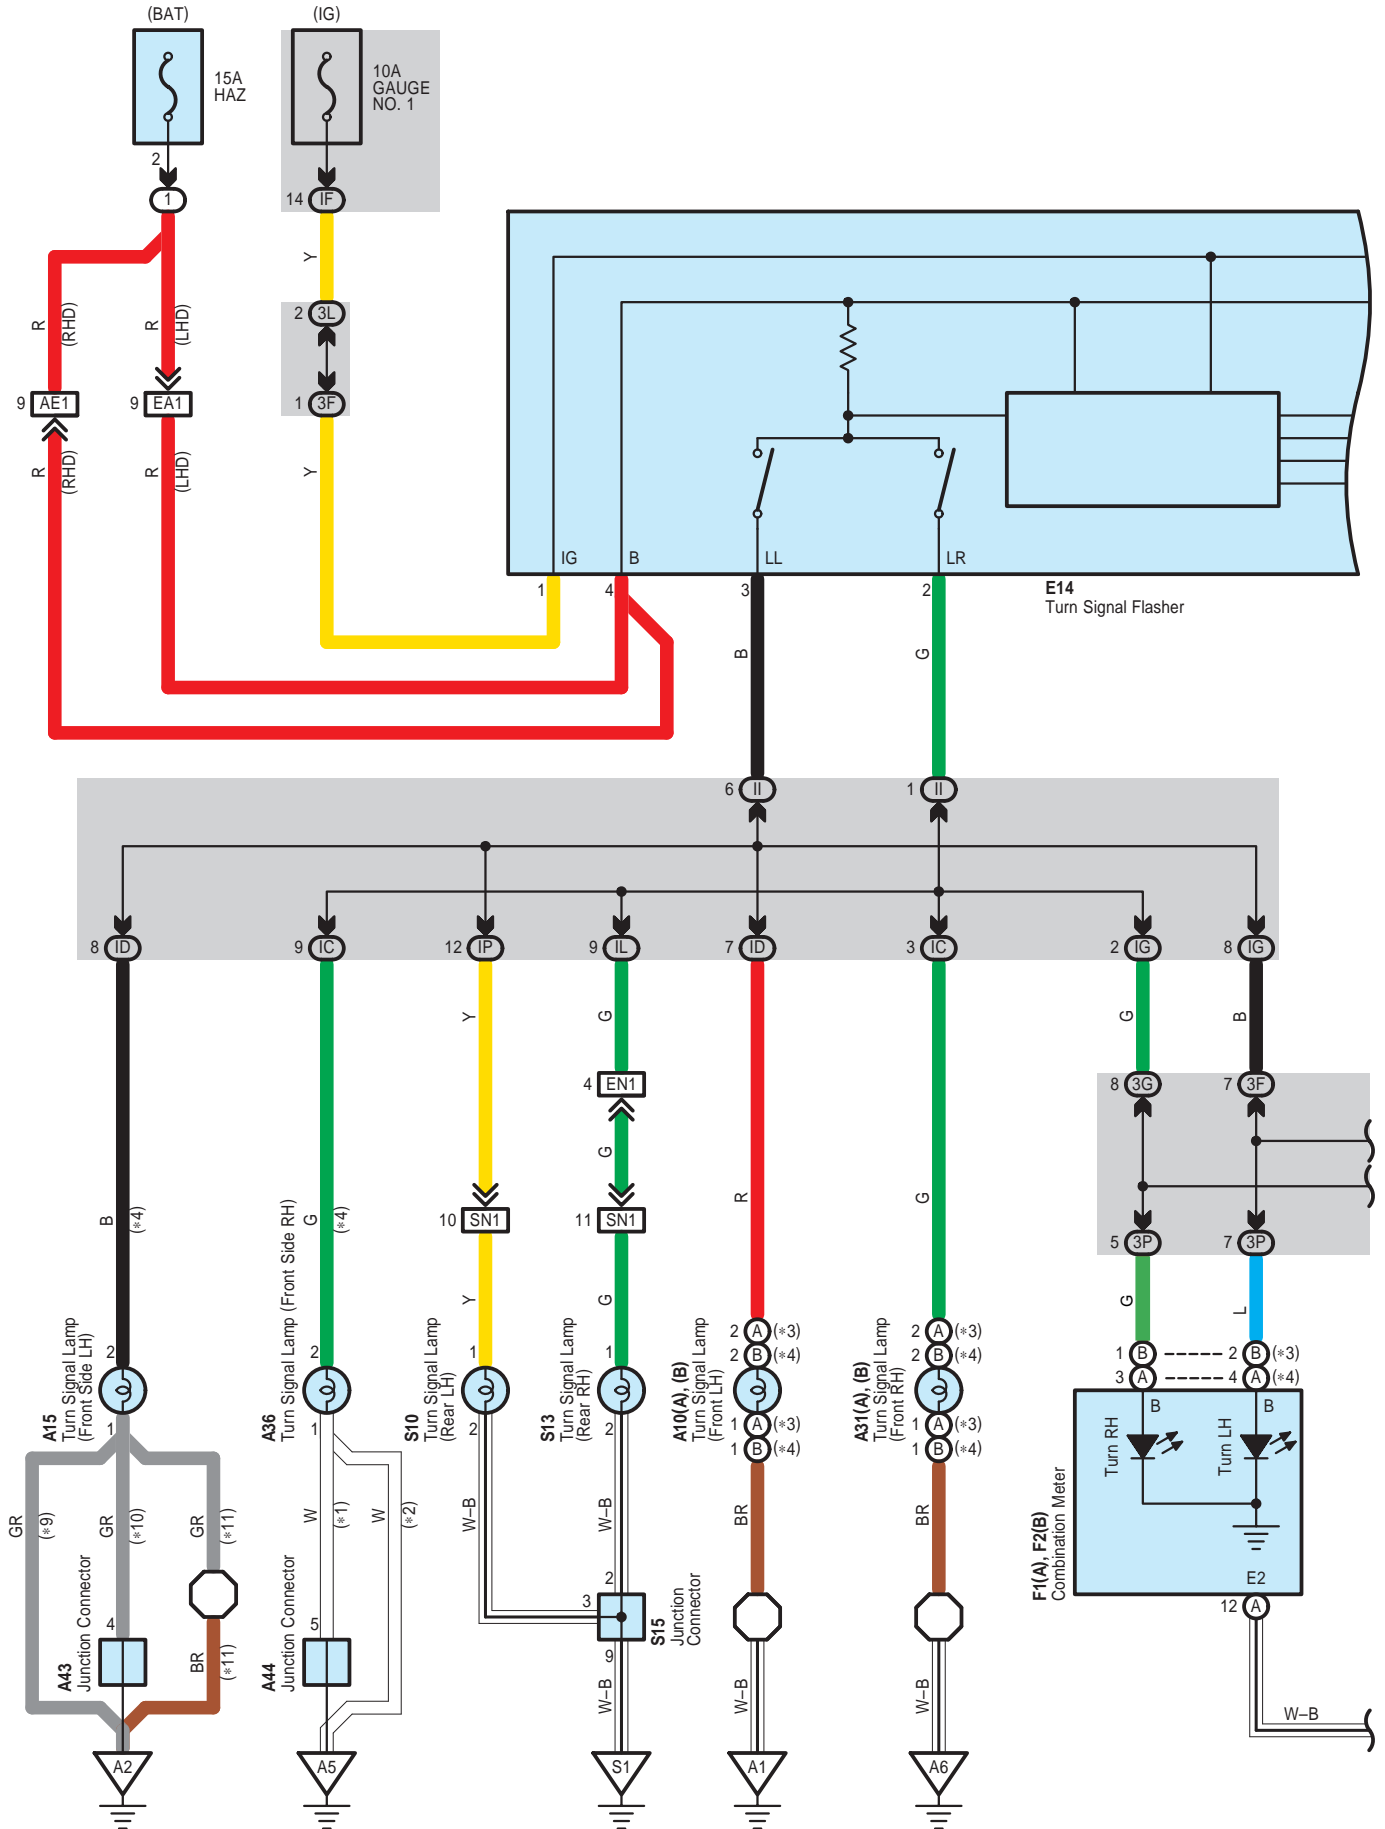 (BAT)
(IG)
15A
HAZ
10A
GAUGE
NO. 1
2
1
14 IF
Y
R
(RHD)
R
(LHD)
2 3L
9 AE1
9 EA1
1 3F
R
(RHD)
R
(LHD)
Y
IG
B
LL
LR
1
4
3
2
E14
Turn Signal Flasher
B
G
6 II
1 II
8 ID
9 IC
12 IP
9 IL
7 ID
3 IC
2 IG
8 IG
Y
G
G
B
4 EN1
8 3G
7 3F
G
B
(*4)
G
(*4)
10 SN1
11 SN1
R
G
5 3P
7 3P
Y
G
G
L
A15
Turn Signal Lamp
(Front Side LH)
2
1
A36
Turn Signal Lamp (Front Side RH)
2
1
S10
Turn Signal Lamp
(Rear LH)
1
2
S13
Turn Signal Lamp
(Rear RH)
1
2
A10(A), (B)
Turn Signal Lamp
(Front LH)
2 A (*3)
2 B (*4)
1 A (*3)
1 B (*4)
A31(A), (B)
Turn Signal Lamp
(Front RH)
2 A (*3)
2 B (*4)
1 A (*3)
1 B (*4)
1 B
2 B (*3)
3 A
4 A (*4)
B
B
Turn RH
Turn LH
F1(A), F2(B)
Combination Meter
E2
12 A
GR
(*9)
GR
(*10)
GR
(*11)
W
(*1)
W
(*2)
W–B
W–B
BR
BR
A43
Junction Connector
4
BR
(*11)
A44
Junction Connector
5
2
3
9
S15
Junction
Connector
W–B
W–B
W–B
W–B
A2
A5
S1
A1
A6